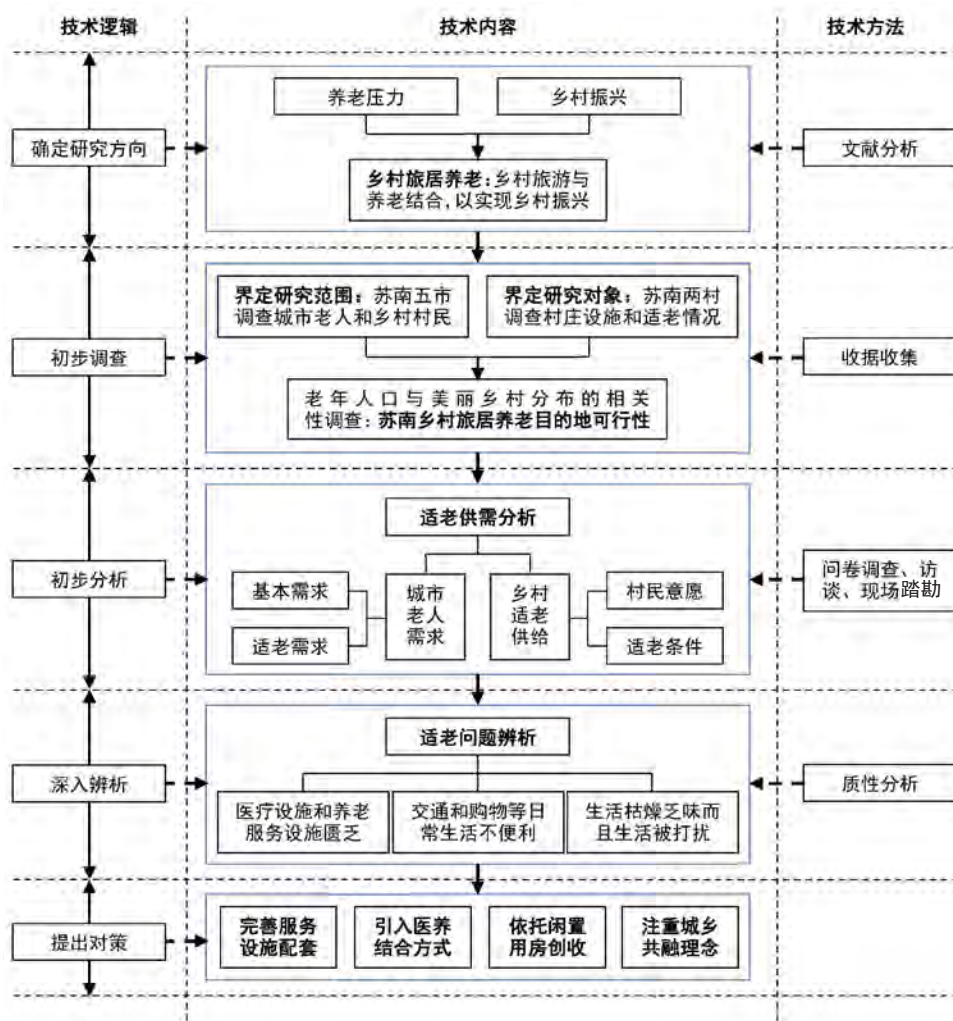 技术逻辑
技术内容
技术方法
养老压力
乡村振兴
确定研究方向
文献分析
乡村旅居养老：乡村旅游与
养老结合，以实现乡村振兴
界定研究范围：苏南五市
调查城市老人和乡村村民
界定研究对象：苏南两村
调查村庄设施和适老情况
初步调查
收据收集
老年人口与美丽乡村分布的相关
性调查：苏南乡村旅居养老目的地可行性
适老供需分析
初步分析
基本需求
适老需求
城市
老人
需求
乡村
适老
供给
村民意愿
适老条件
问卷调查、访
谈、现场踏勘
适老问题辨析
深入辨析
质性分析
医疗设施和养老
服务设施匮乏
交通和购物等日
常生活不便利
生活枯燥乏味而
且生活被打扰
提出对策
完善服务
设施配套
引入医养
结合方式
依托闲置
用房创收
注重城乡
共融理念